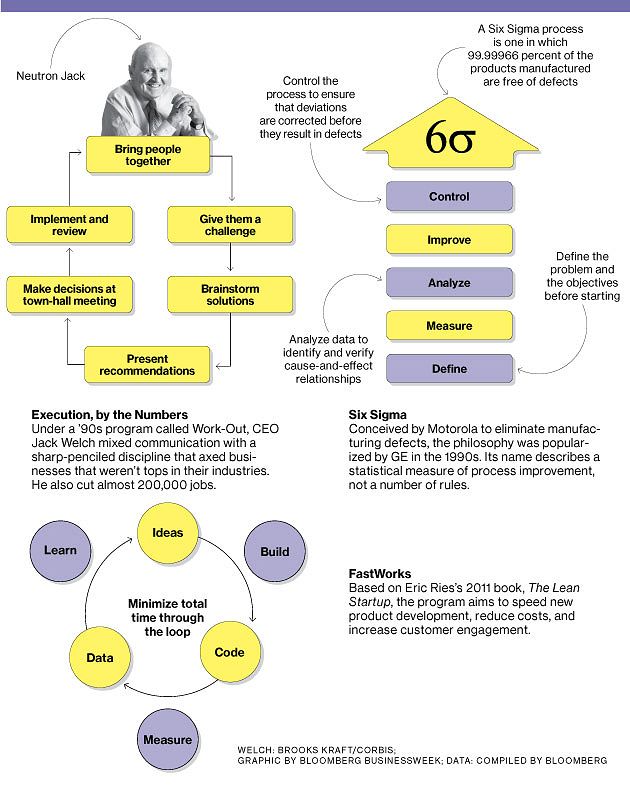 Neutron Jack
Bring people
together
Implement and
review
Give them a
challenge
Make decisions at
town-hall meeting
Brainstorm
solutions
Present
recommendations
A Six Sigma process
is one in which
99.99966 percent of the
products manufactured
are free of defects
Control the
process to ensure
that deviations
are corrected before
they result in defects
6σ
Control
Improve
Analyze
Measure
Define
Define the
problem and
the objectives
before starting
Analyze data to
identify and verify
cause-and-effect
relationships
Execution, by the Numbers
Under a ’90s program called Work-Out, CEO
Jack Welch mixed communication with a
sharp-penciled discipline that axed busi-
nesses that weren’t tops in their industries.
He also cut almost 200,000 jobs.
Six Sigma
Conceived by Motorola to eliminate manufac-
turing defects, the philosophy was popular-
ized by GE in the 1990s. Its name describes a
statistical measure of process improvement,
not a number of rules.
Learn
Ideas
Build
Minimize total
time through
the loop
Data
Code
Measure
FastWorks
Based on Eric Ries’s 2011 book, The Lean
Startup, the program aims to speed new
product development, reduce costs, and
increase customer engagement.
WELCH: BROOKS KRAFT/CORBIS;
GRAPHIC BY BLOOMBERG BUSINESSWEEK; DATA: COMPILED BY BLOOMBERG